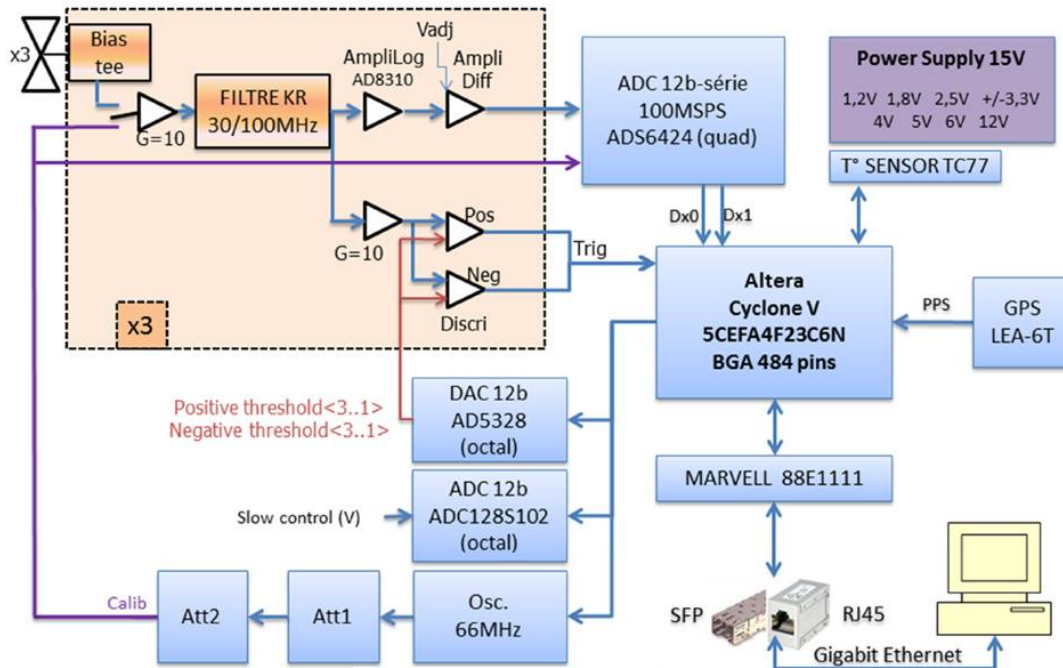 x3
Bias
tee
G=10
FILTRE KR
30/100MHz
AmpliLog
AD8310
Vadj
Ampli
Diff
ADC 12b-série
100MSPS
ADS6424 (quad)
Power Supply 15V
1,2V 1,8V 2,5V +/-3,3V
4V 5V 6V 12V
T° SENSOR TC77
Dx0
Dx1
G=10
Pos
Neg
Discri
Trig
x3
Altera
Cyclone V
5CEFA4F23C6N
BGA 484 pins
PPS
GPS
LEA-6T
Positive threshold<3..1>
Negative threshold<3..1>
DAC 12b
AD5328
(octal)
MARVELL 88E1111
Slow control (V)
ADC 12b
ADC128S102
(octal)
Calib
Att2
Att1
Osc.
66MHz
SFP
RJ45
Gigabit Ethernet